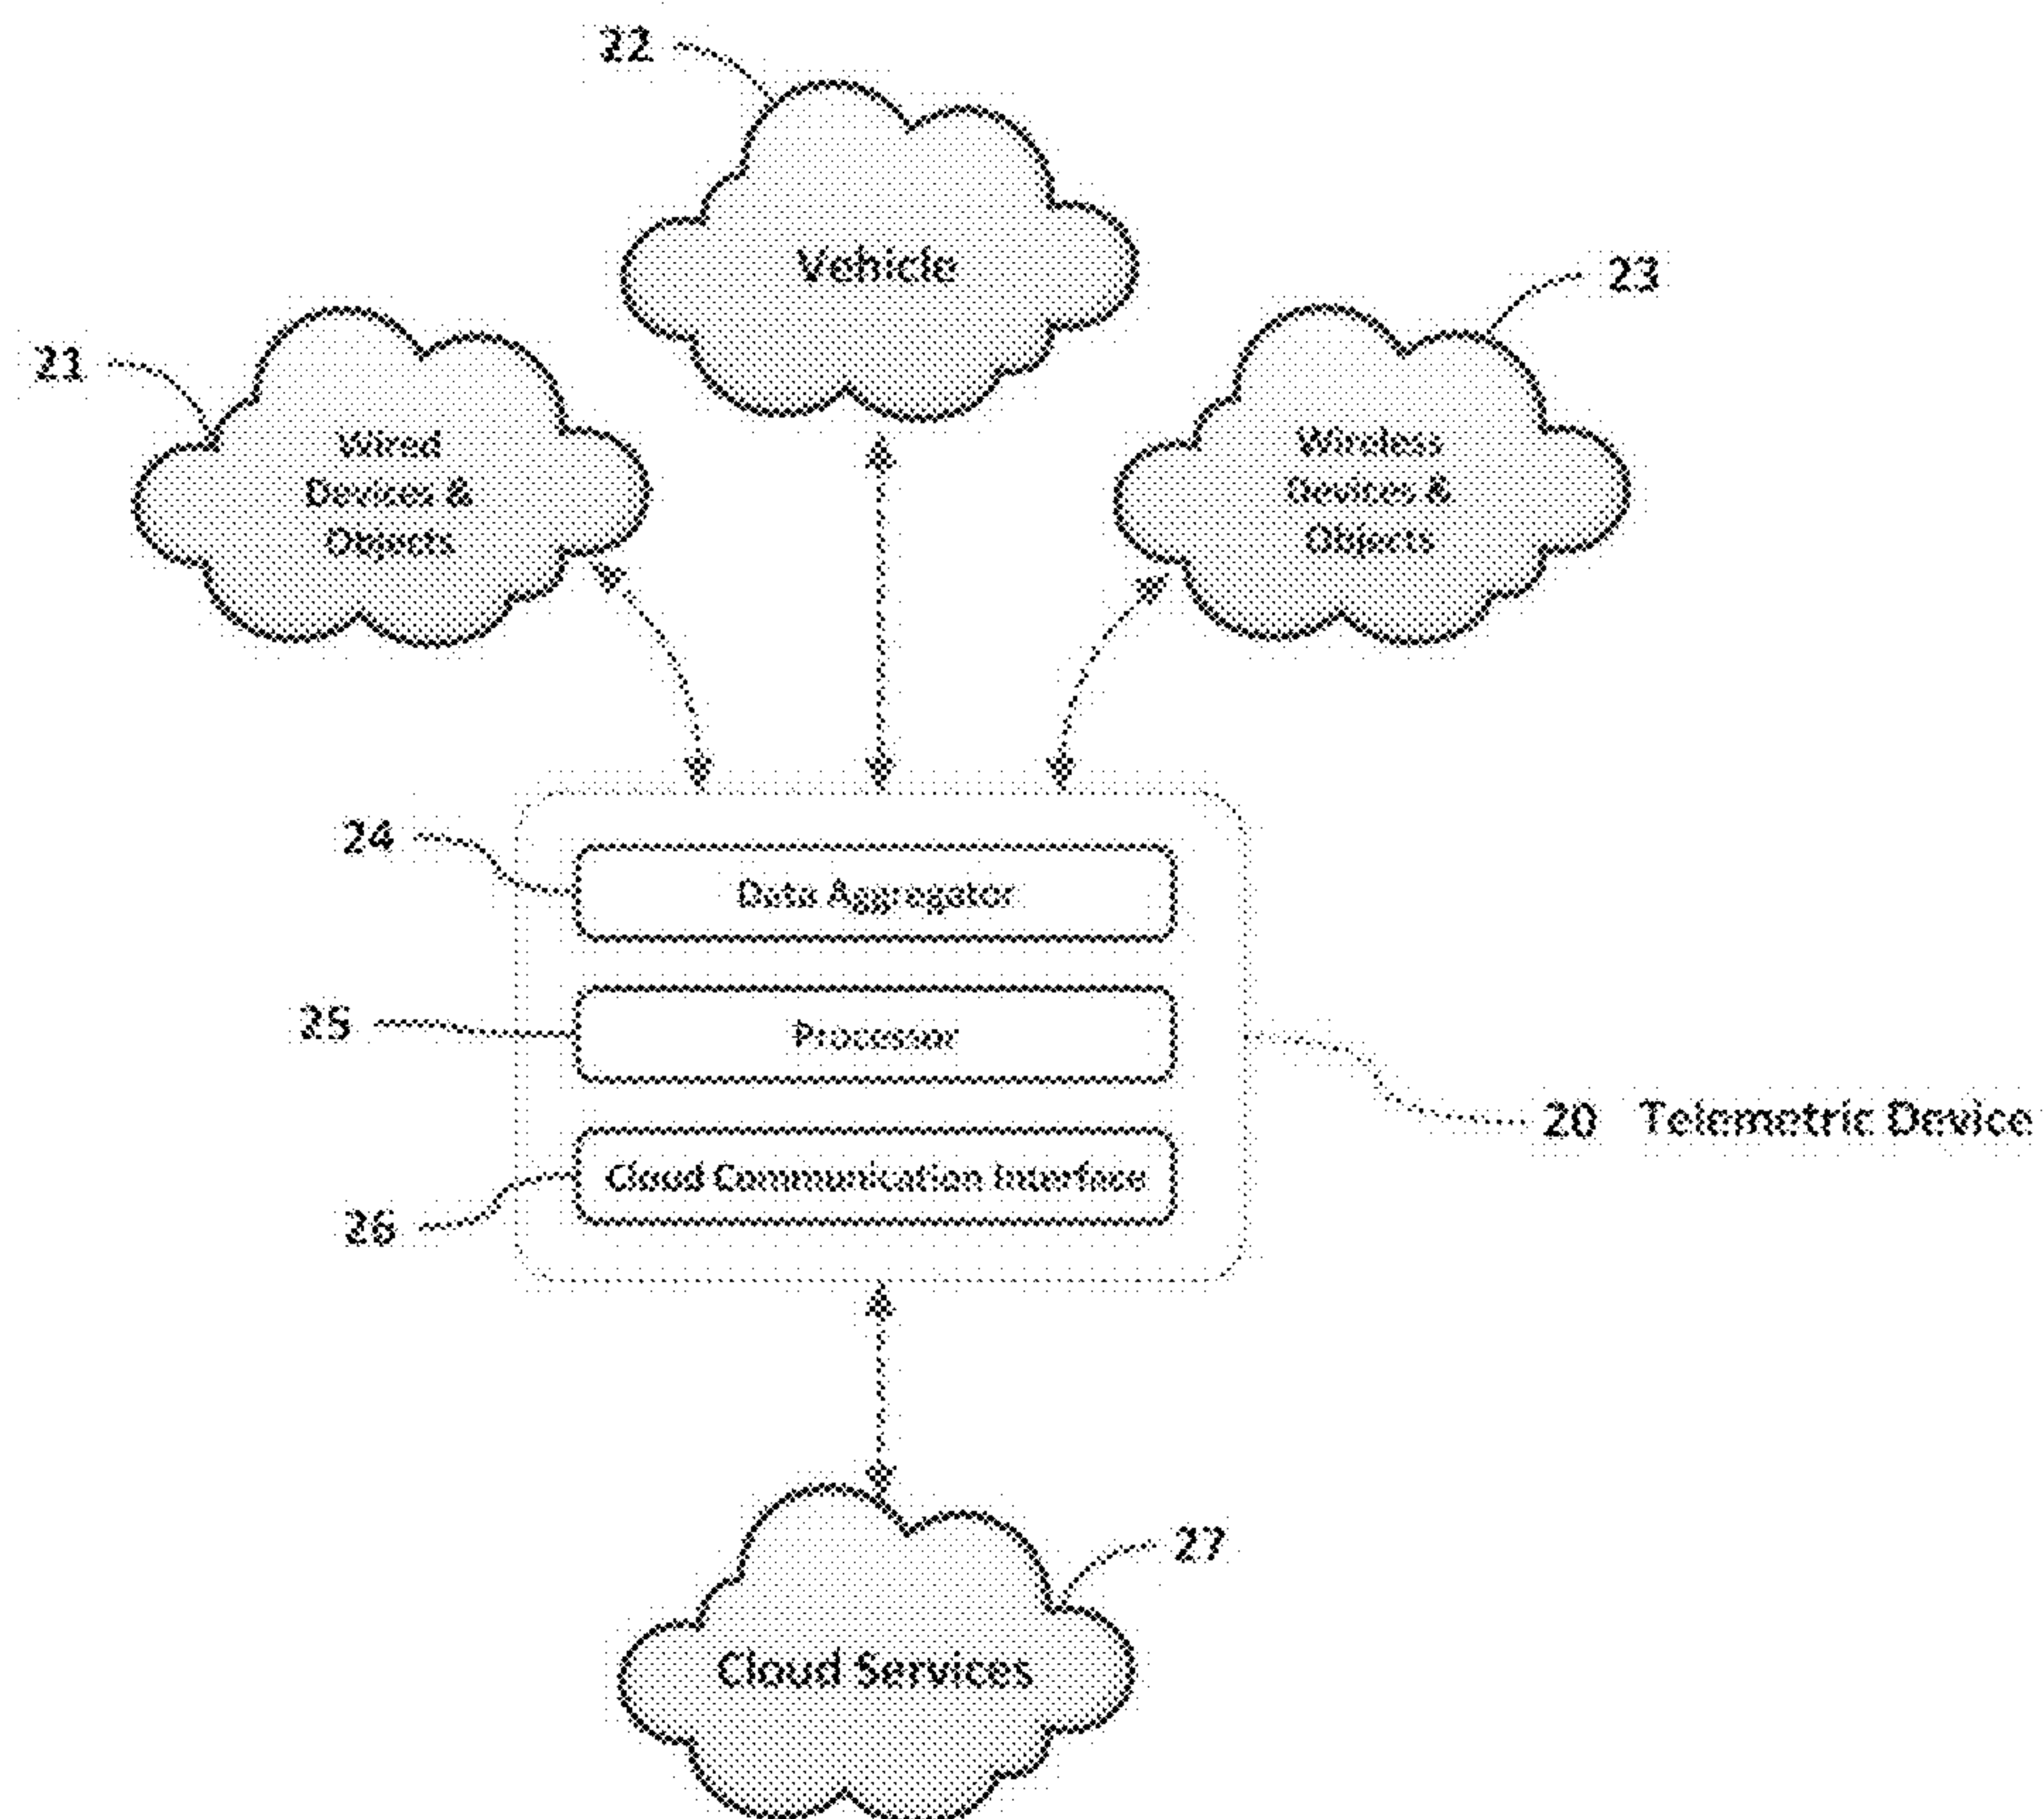 22
Vehicle
23
21
Wired
Devices &
Objects
Wireless
Devices &
Objects
24
Data Aggregator
25
Processor
20 Telemetric Device
26
Cloud Communication Interface
27
Cloud Services